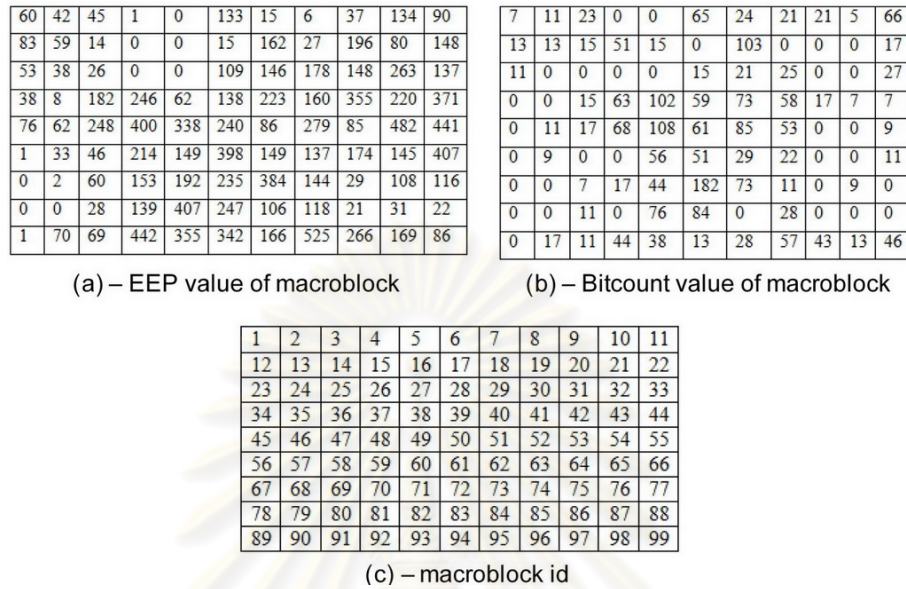 60 42 45 1 0 133 15 6 37 134 90
83 59 14 0 0 15 162 27 196 80 148
53 38 26 0 0 109 146 178 148 263 137
38 8 182 246 62 138 223 160 355 220 371
76 62 248 400 338 240 86 279 85 482 441
1 33 46 214 149 398 149 137 174 145 407
0 2 60 153 192 235 384 144 29 108 116
0 0 28 139 407 247 106 118 21 31 22
1 70 69 442 355 342 166 525 266 169 86
(a) – EEP value of macroblock
7 11 23 0 0 65 24 21 21 5 66
13 13 15 51 15 0 103 0 0 0 17
11 0 0 0 0 15 21 25 0 0 27
0 0 15 63 102 59 73 58 17 7 7
0 11 17 68 108 61 85 53 0 0 9
0 9 0 0 56 51 29 22 0 0 11
0 0 7 17 44 182 73 11 0 9 0
0 0 11 0 76 84 0 28 0 0 0
0 17 11 44 38 13 28 57 43 13 46
(b) – Bitcount value of macroblock
1 2 3 4 5 6 7 8 9 10 11
12 13 14 15 16 17 18 19 20 21 22
23 24 25 26 27 28 29 30 31 32 33
34 35 36 37 38 39 40 41 42 43 44
45 46 47 48 49 50 51 52 53 54 55
56 57 58 59 60 61 62 63 64 65 66
67 68 69 70 71 72 73 74 75 76 77
78 79 80 81 82 83 84 85 86 87 88
89 90 91 92 93 94 95 96 97 98 99
(c) – macroblock id